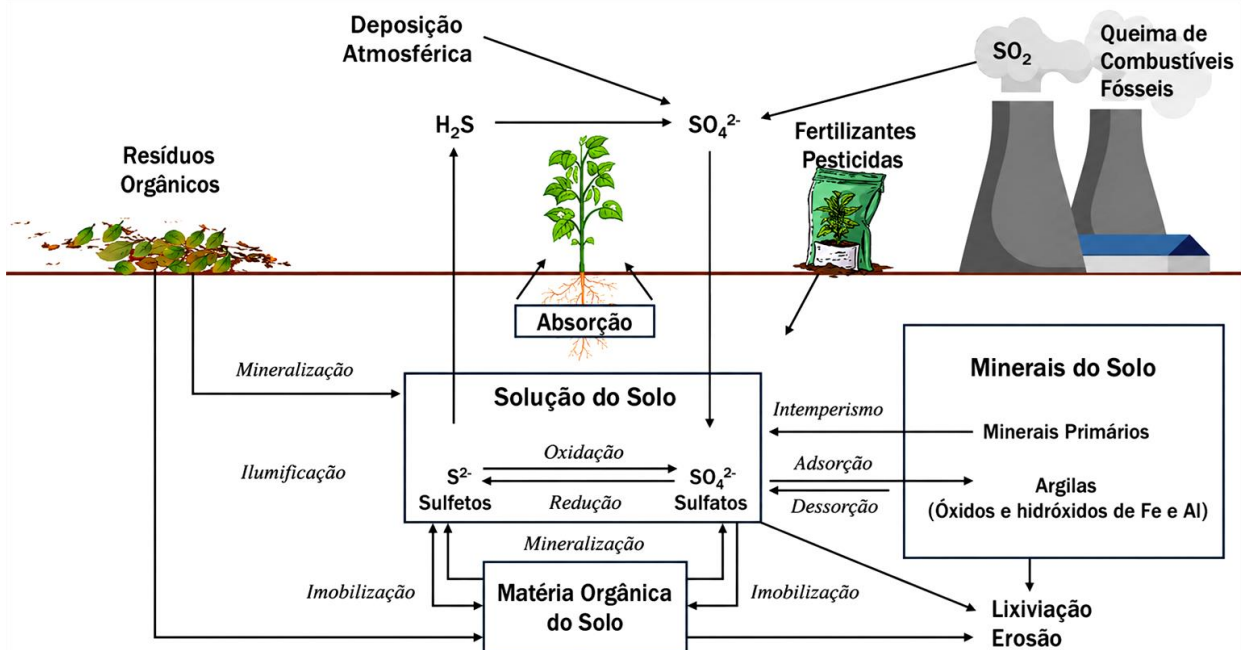 Deposição
Atmosférica
SO2
Queima de
Combustíveis
Fósseis
H2S
SO4 2-
Fertilizantes
Pesticidas
Resíduos
Orgânicos
Absorção
Mineralização
Solução do Solo
Minerais do Solo
Intemperismo
Minerais Primários
Ilumificação
Oxidação
S2-
Sulfetos
Redução
SO4 2-
Sulfatos
Adsorção
Dessorção
Argilas
(Óxidos e hidróxidos de Fe e Al)
Mineralização
Imobilização
Matéria Orgânica
do Solo
Imobilização
Lixiviação
Erosão